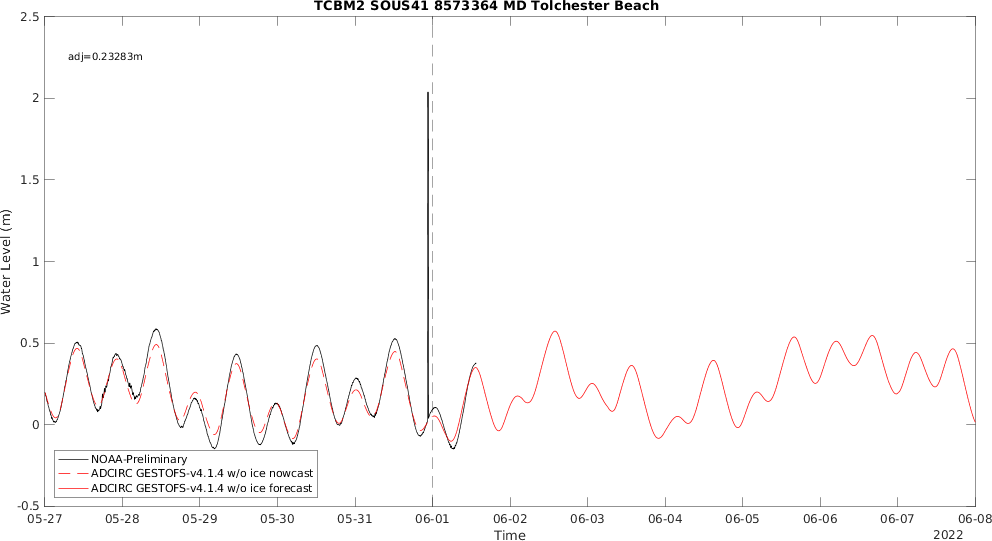 TCBM2 SOUS41 8573364 MD Tolchester Beach
2.5
adj=0.23283m
2
1.5
1
0.5
0
-0.5
Water Level (m)
NOAA-Preliminary
ADCIRC GESTOFS-v4.1.4 w/o ice nowcast
ADCIRC GESTOFS-v4.1.4 w/o ice forecast
05-27 05-28 05-29 05-30 05-31 06-01 06-02 06-03 06-04 06-05 06-06 06-07 06-08
Time
2022